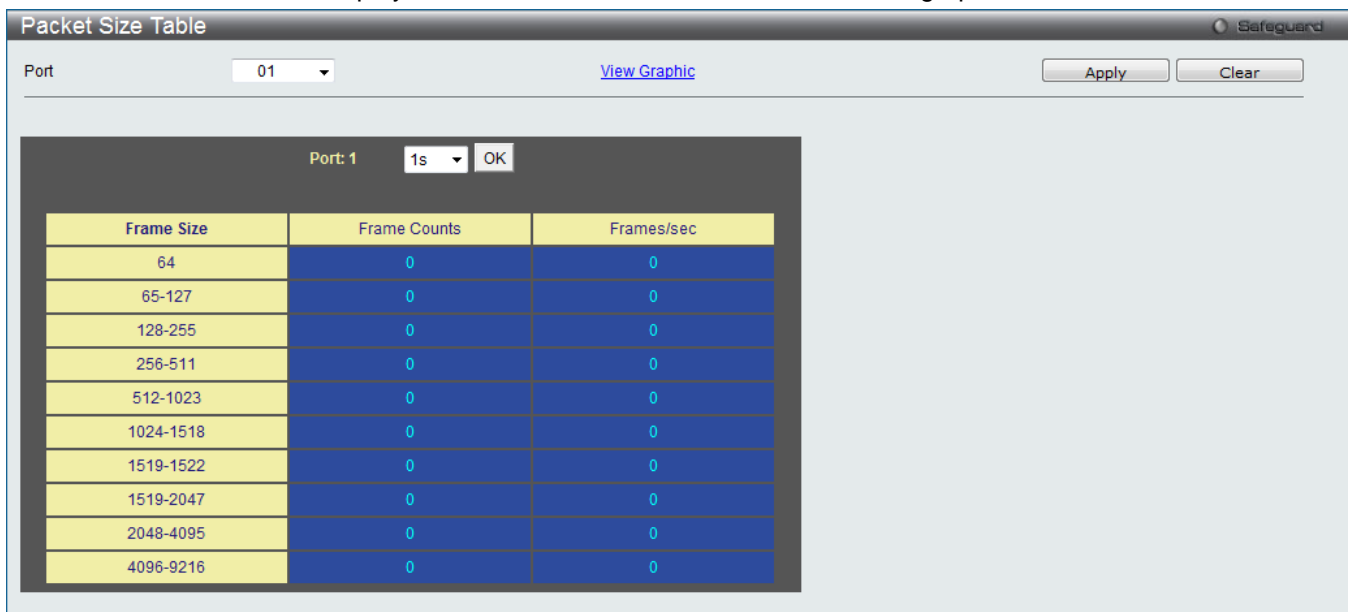 Packet Size Table Safeguard
Port 01 View Graphic Apply Clear
Port: 1 1s OK
Frame Size Frame Counts Frames/sec
64 0 0
65-127 0 0
128-255 0 0
256-511 0 0
512-1023 0 0
1024-1518 0 0
1519-1522 0 0
1519-2047 0 0
2048-4095 0 0
4096-9216 0 0